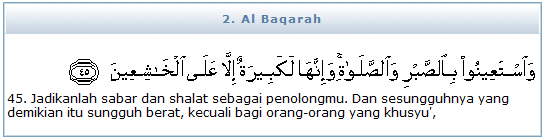 2. Al Baqarah
وَٱسْتَعِينُوا۟ بِٱلصَّبْرِ وَٱلصَّلَوٰةِ ۚ وَإِنَّهَا لَكَبِيرَةٌ إِلَّا عَلَى ٱلْخَٰشِعِينَ ﴿٤٥﴾
45. Jadikanlah sabar dan shalat sebagai penolongmu. Dan sesungguhnya yang
demikian itu sungguh berat, kecuali bagi orang-orang yang khusyu',